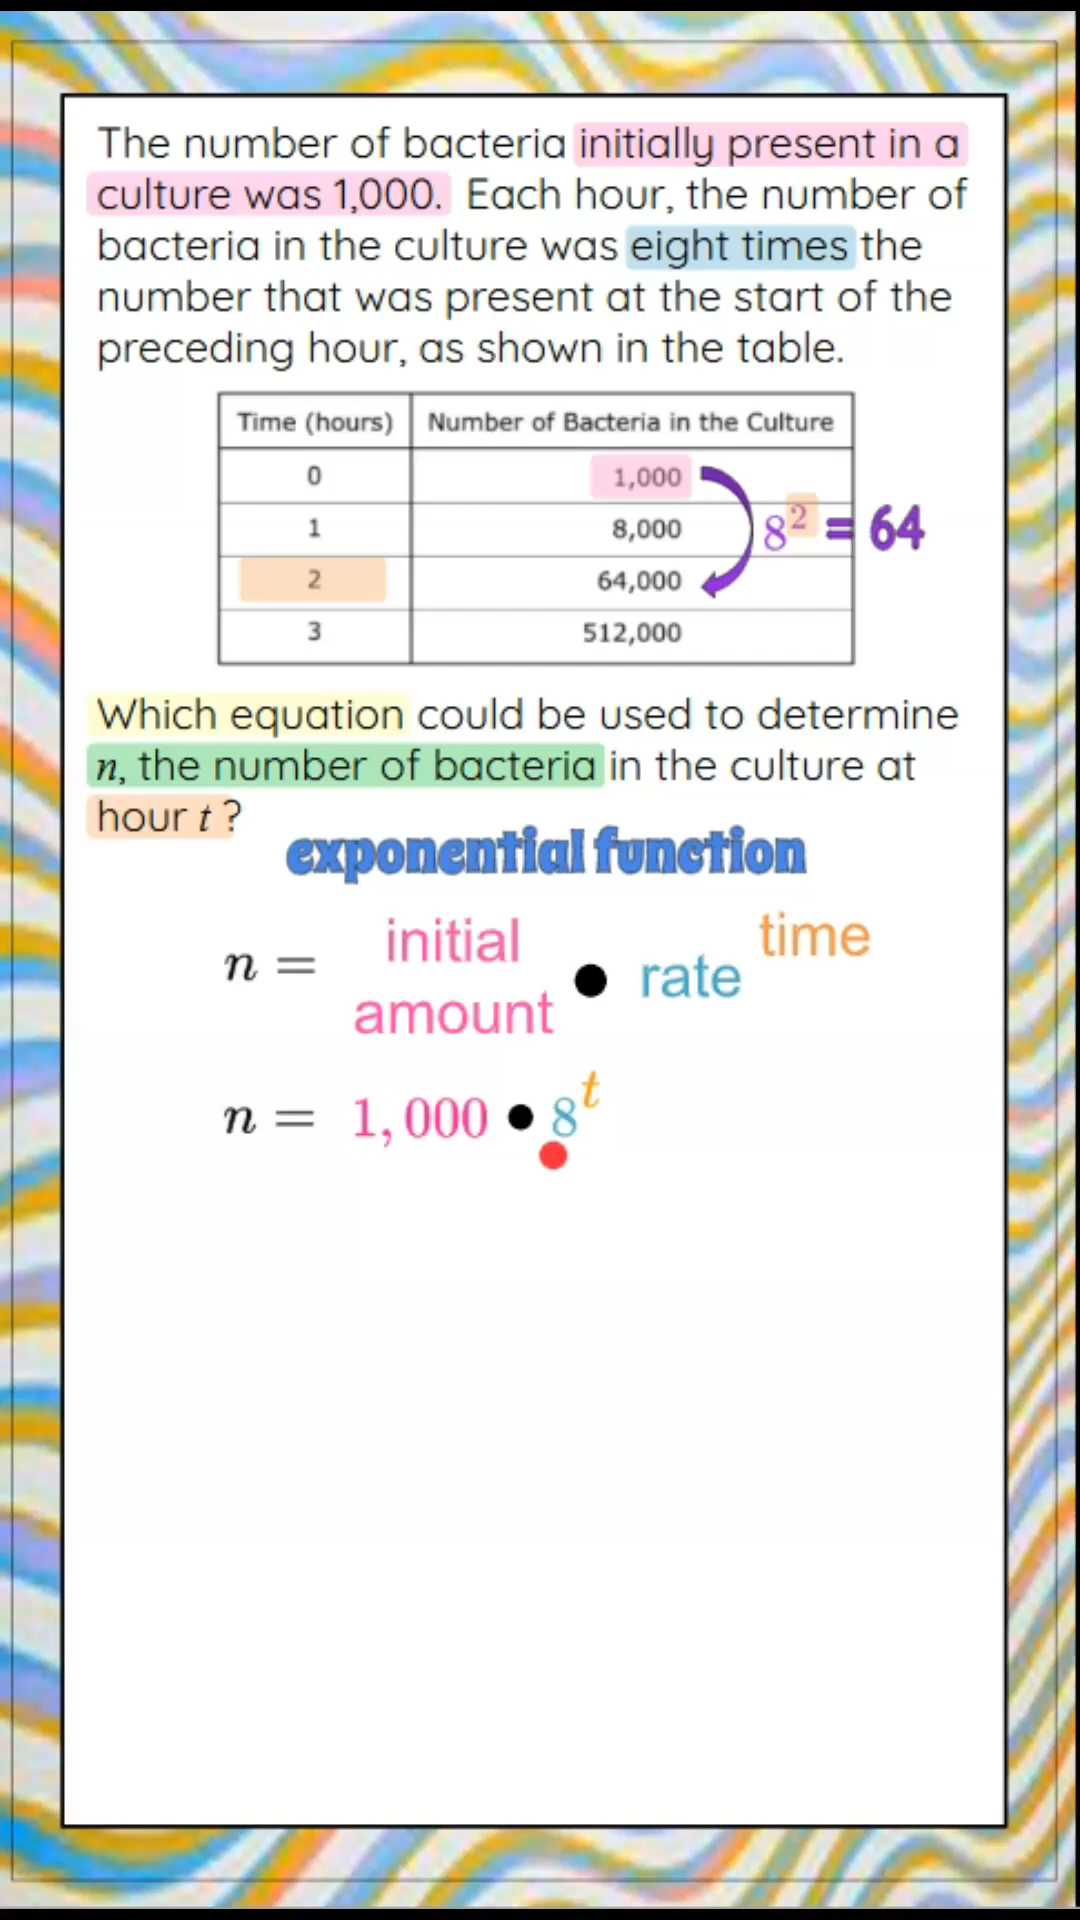 The number of bacteria initially present in a
culture was 1,000. Each hour, the number of
bacteria in the culture was eight times the
number that was present at the start of the
preceding hour, as shown in the table.
Time (hours) Number of Bacteria in the Culture
0 1,000
1 8,000
8² = 64
2 64,000
3 512,000
Which equation could be used to determine
n, the number of bacteria in the culture at
hour t ?
exponential function
n = initial amount • rate^time
n = 1,000 • 8^t